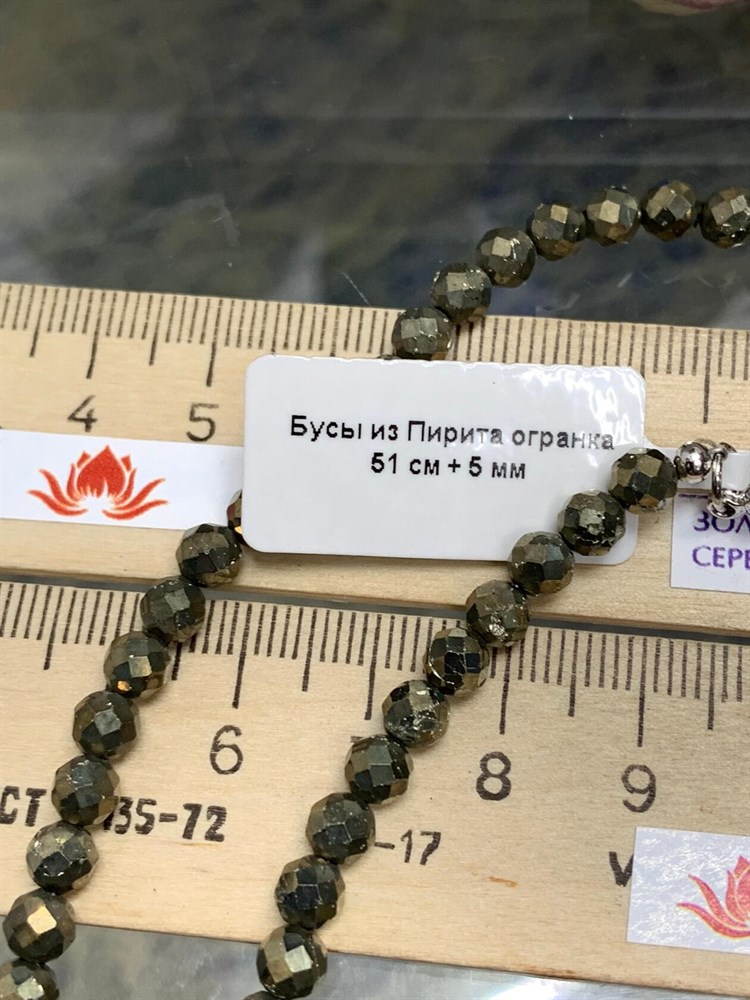 4 5
Бусы из Пирита огранка
51 см + 5 мм
6 8 9
35-72
-17